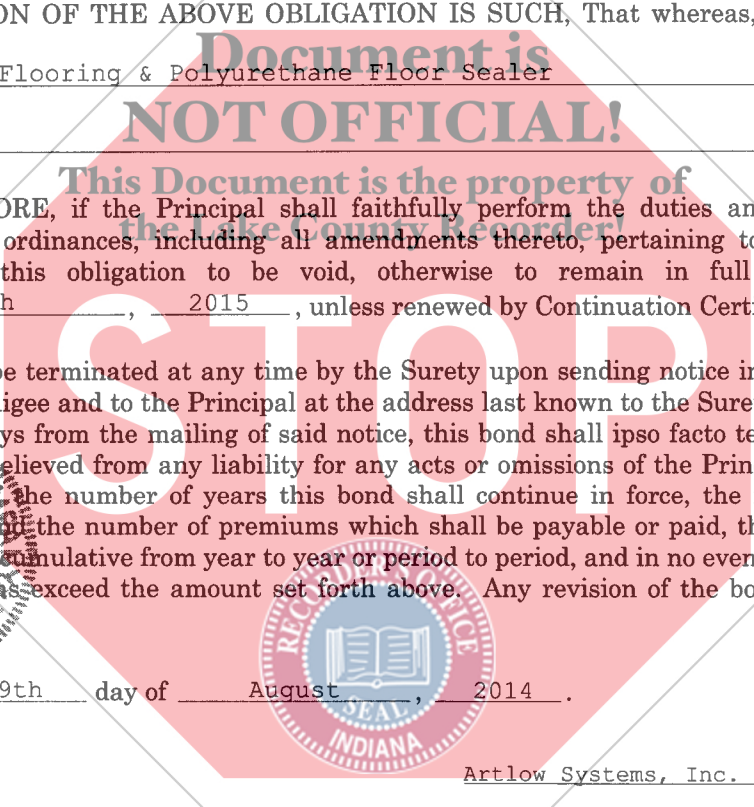 ON OF THE ABOVE OBLIGATION IS SUCH, That whereas,
Document is
Flooring & Polyurethane Floor Sealer
NOT OFFICIAL!
This Document is the property of
ORE, if the Principal shall faithfully perform the duties an
the Lake County Recorder!
ordinances, including all amendments thereto, pertaining to
this obligation to be void, otherwise to remain in full
h , 2015 , unless renewed by Continuation Certi
STOP
be terminated at any time by the Surety upon sending notice in
igee and to the Principal at the address last known to the Sure
ys from the mailing of said notice, this bond shall ipso facto te
elieved from any liability for any acts or omissions of the Prin
the number of years this bond shall continue in force, the
nd the number of premiums which shall be payable or paid, th
cumulative from year to year or period to period, and in no even
as exceed the amount set forth above. Any revision of the bo
RECORDER'S OFFICE
SEAL
INDIANA
9th day of August , 2014 .
Artlow Systems, Inc.